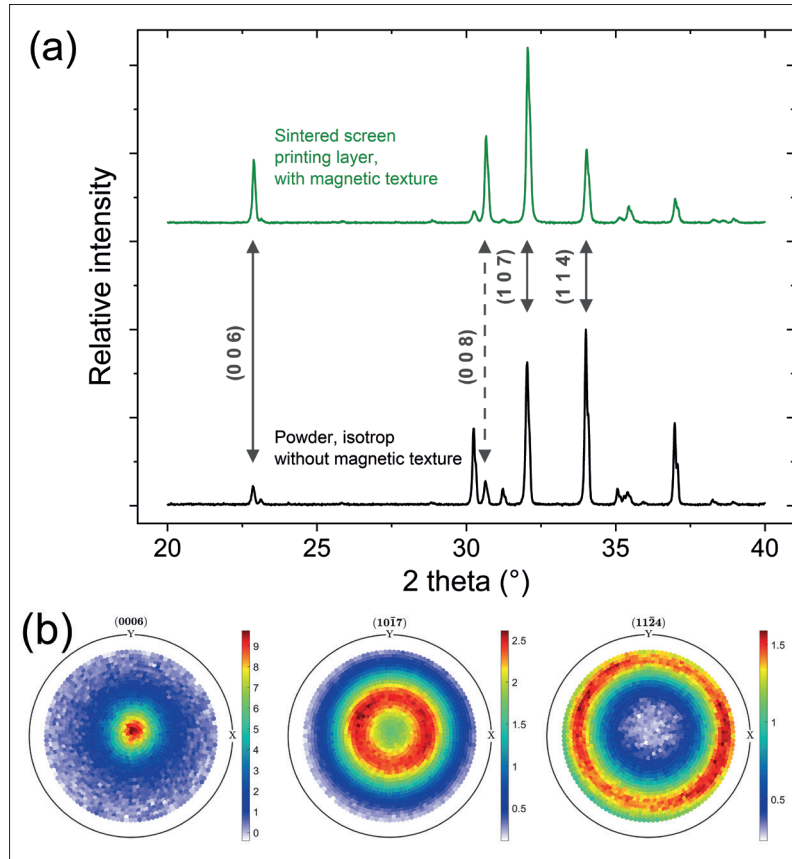 (a)
Sintered screen
printing layer,
with magnetic texture
Relative intensity
(0 0 6)
(0 0 8)
(1 0 7)
(1 1 4)
Powder, isotrop
without magnetic texture
20 25 30 35 40
2 theta (°)
(b)
(0006)
Y
X
9
8
7
6
5
4
3
2
1
0
(101̄7)
Y
X
2.5
2
1.5
1
0.5
(112̄4)
Y
X
1.5
1
0.5